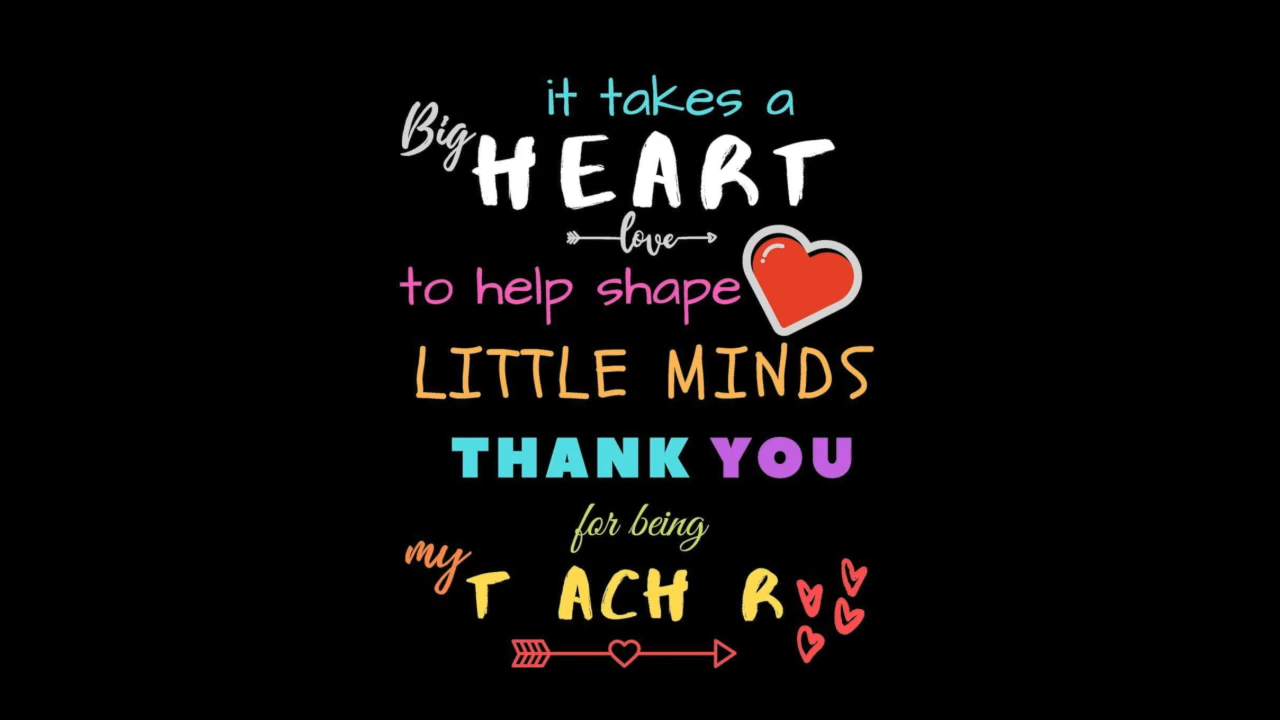 it takes a
Big HEART
love
to help shape
LITTLE MINDS
THANK YOU
for being
my T ACH R